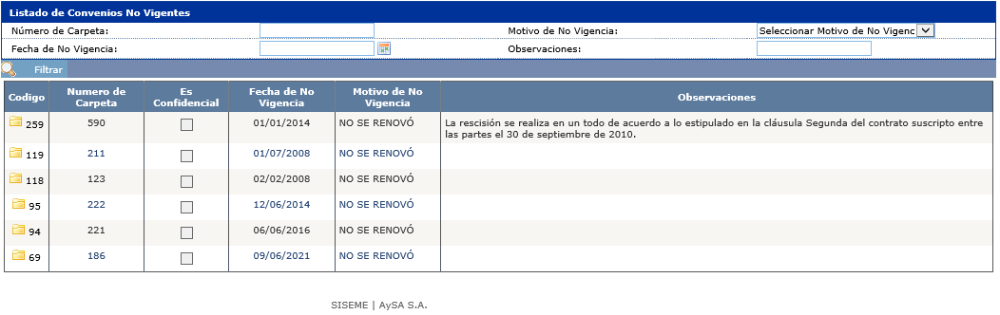 Listado de Convenios No Vigentes
Número de Carpeta: Motivo de No Vigencia: Seleccionar Motivo de No Vigenc
Fecha de No Vigencia: Observaciones:
Filtrar
Codigo Numero de Carpeta Es Confidencial Fecha de No Vigencia Motivo de No Vigencia Observaciones
259 590 01/01/2014 NO SE RENOVÓ La rescisión se realiza en un todo de acuerdo a lo estipulado en la cláusula Segunda del contrato suscripto entre
las partes el 30 de septiembre de 2010.
119 211 01/07/2008 NO SE RENOVÓ
118 123 02/02/2008 NO SE RENOVÓ
95 222 12/06/2014 NO SE RENOVÓ
94 221 06/06/2016 NO SE RENOVÓ
69 186 09/06/2021 NO SE RENOVÓ
SISEME | AySA S.A.